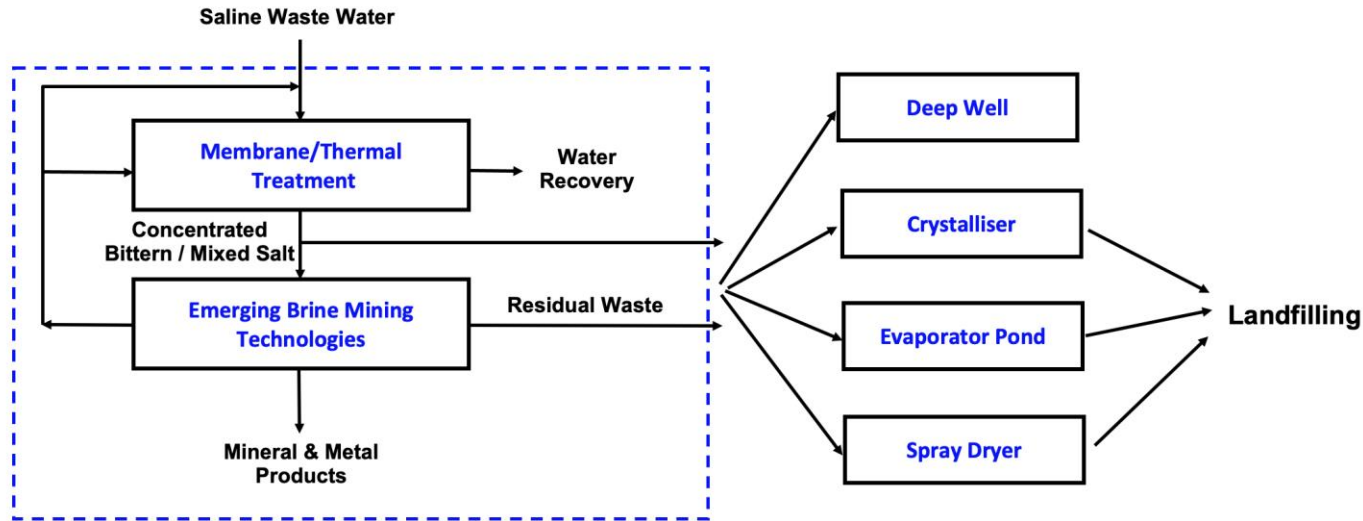 Saline Waste Water
Membrane/Thermal
Treatment
Water
Recovery
Concentrated
Bittern / Mixed Salt
Emerging Brine Mining
Technologies
Residual Waste
Mineral & Metal
Products
Deep Well
Crystalliser
Evaporator Pond
Spray Dryer
Landfilling